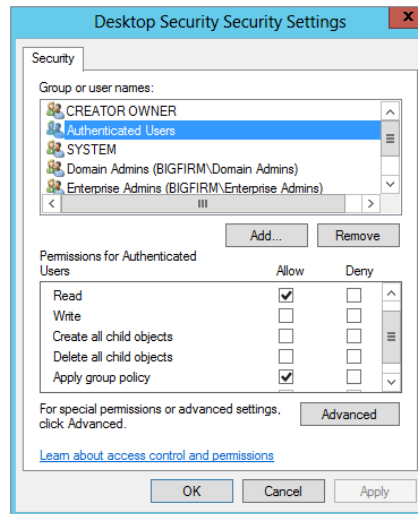 Desktop Security Security Settings
x
Security
Group or user names:
CREATOR OWNER
Authenticated Users
SYSTEM
Domain Admins (BIGFIRM\Domain Admins)
Enterprise Admins (BIGFIRM\Enterprise Admins)
Add... Remove
Permissions for Authenticated
Users Allow Deny
Read
Write
Create all child objects
Delete all child objects
Apply group policy
For special permissions or advanced settings,
click Advanced.
Advanced
Learn about access control and permissions
OK Cancel Apply